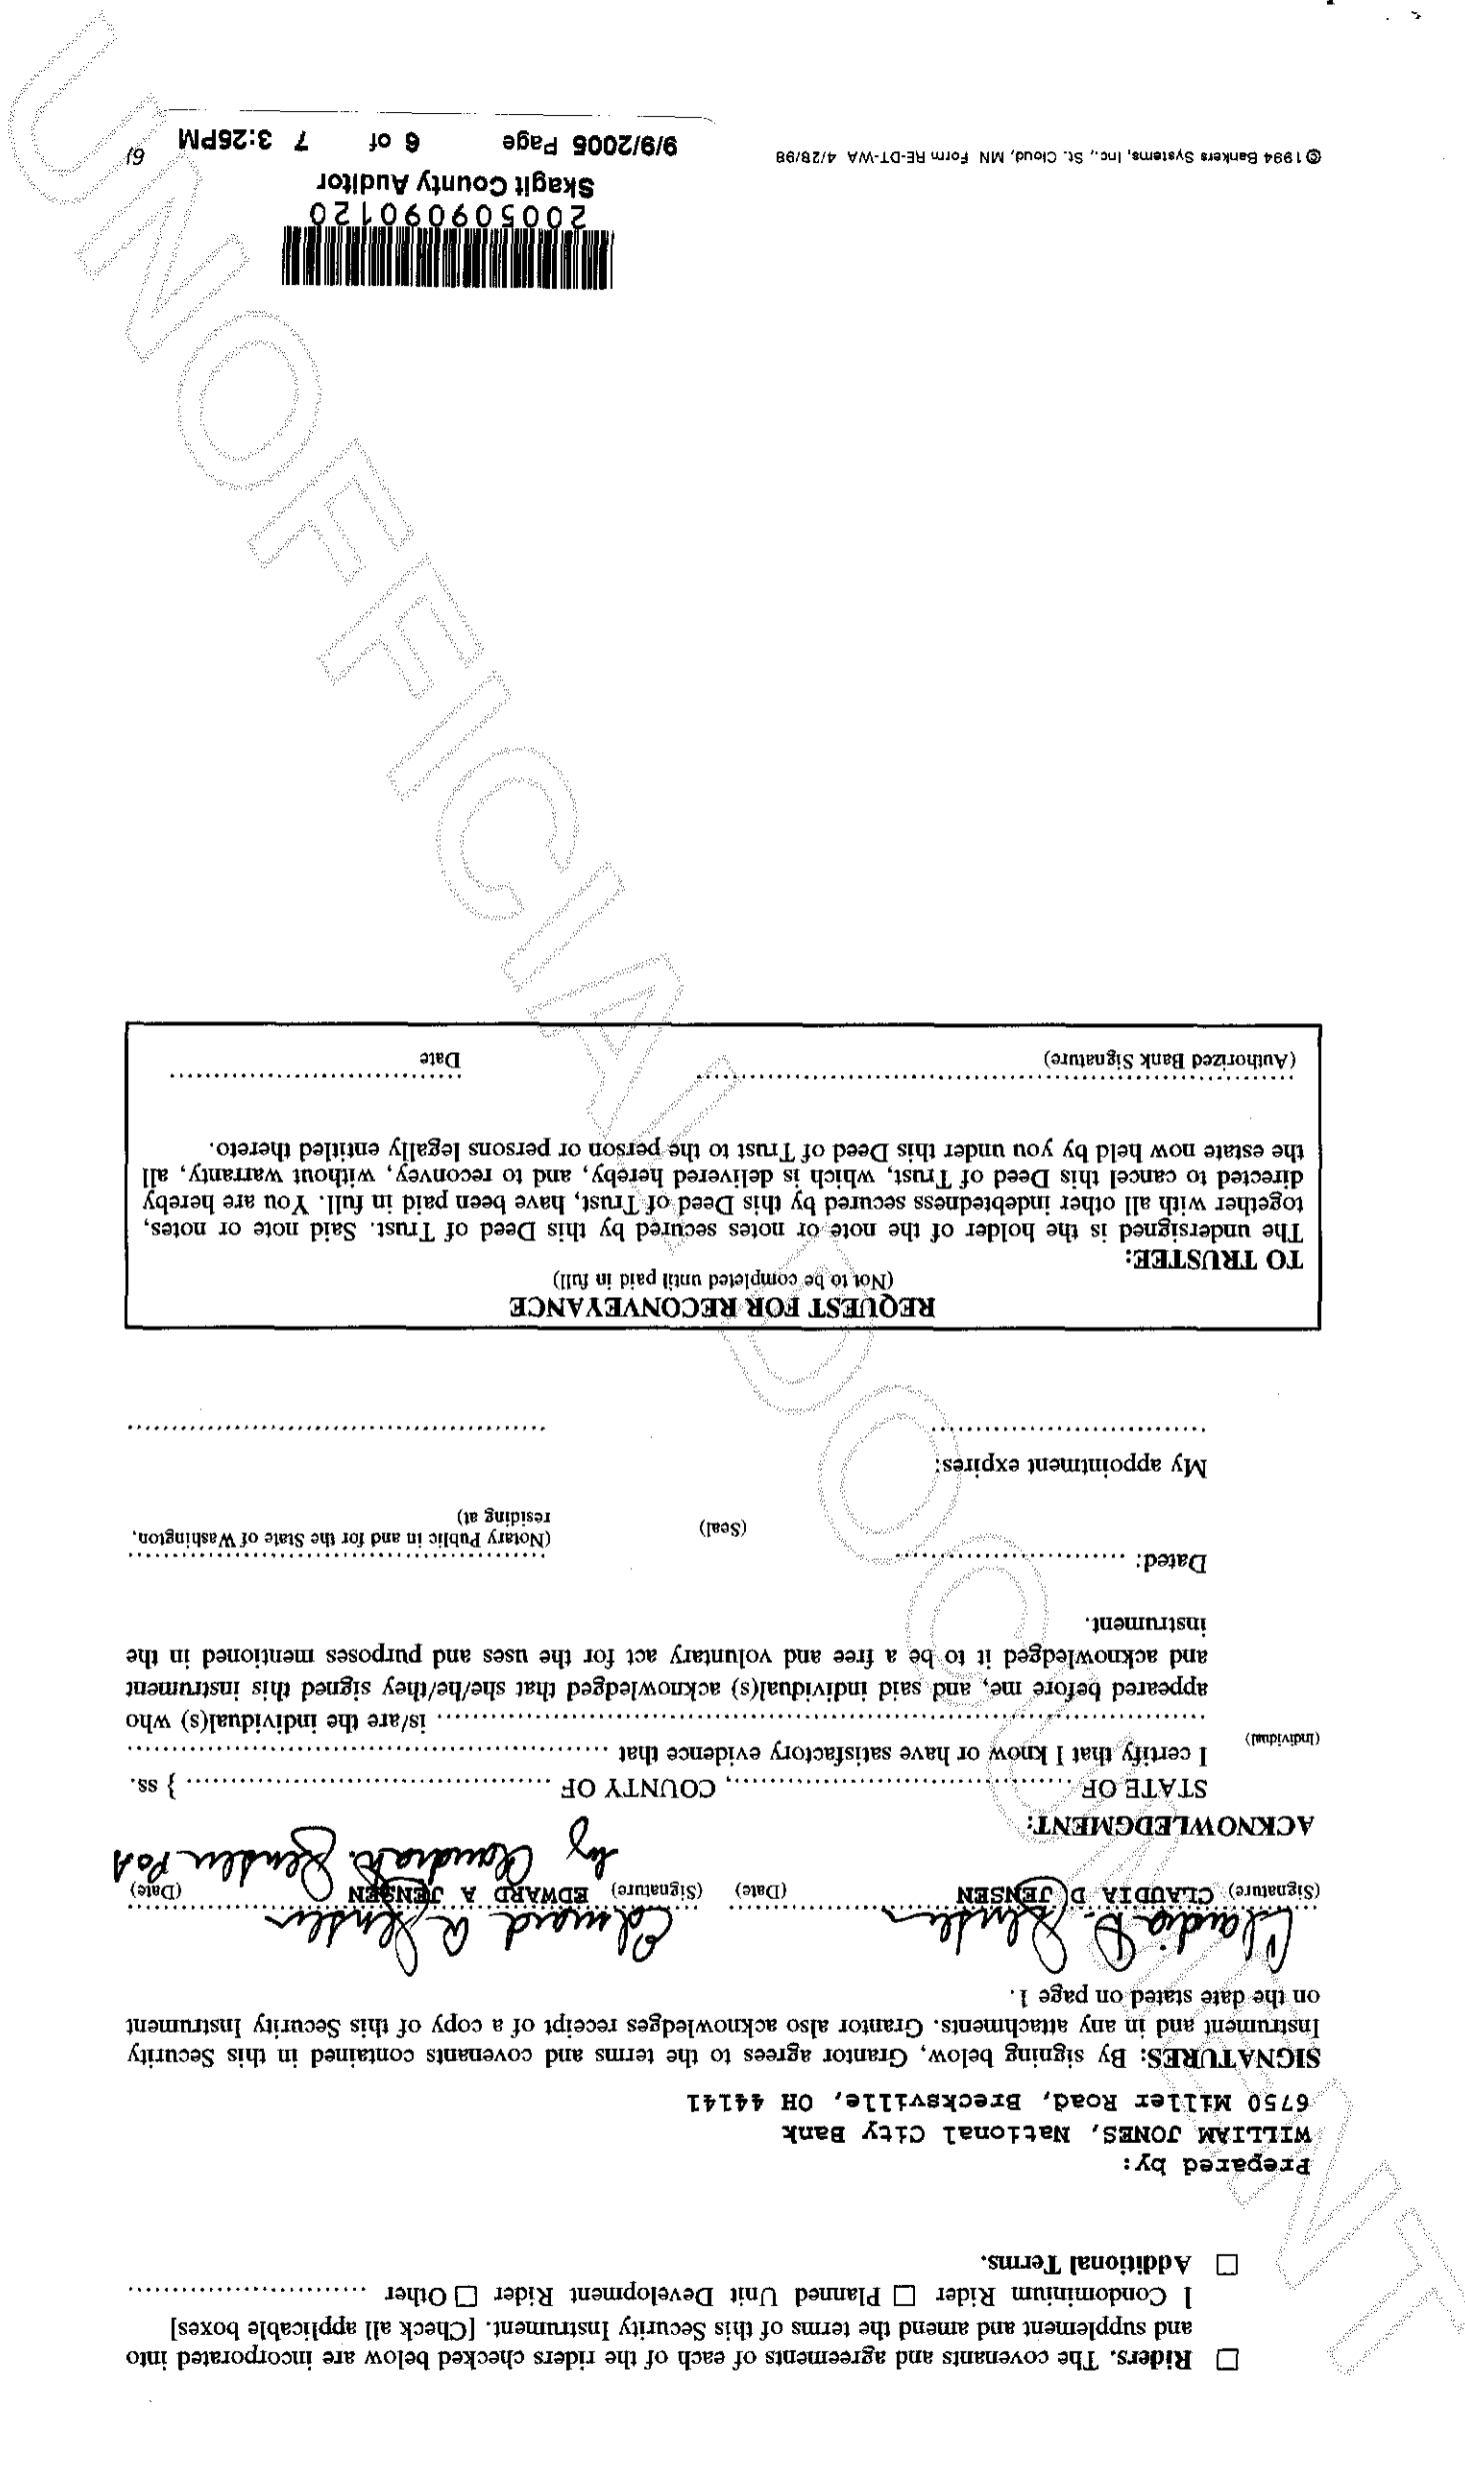 ☐ Riders. The covenants and agreements of each of the riders checked below are incorporated into
and supplement and amend the terms of this Security Instrument. [Check all applicable boxes]
l Condominium Rider ☐ Planned Unit Development Rider ☐ Other ............................
☐ Additional Terms.
Prepared by:
WILLIAM JONES, National City Bank
6750 Miller Road, Brecksville, OH 44141
SIGNATURES: By signing below, Grantor agrees to the terms and covenants contained in this Security
Instrument and in any attachments. Grantor also acknowledges receipt of a copy of this Security Instrument
on the date stated on page 1.
Claudia D. Jensen Edward A Jensen
(Signature) CLAUDIA D JENSEN (Date) (Signature) EDWARD A JENSEN (Date)
by Claudia D. Jensen POA
ACKNOWLEDGMENT:
STATE OF ......................................., COUNTY OF .......................................... } ss.
(Individual) I certify that I know or have satisfactory evidence that .......................................................
............................................................................................ is/are the individual(s) who
appeared before me, and said individual(s) acknowledged that she/he/they signed this instrument
and acknowledged it to be a free and voluntary act for the uses and purposes mentioned in the
instrument.
Dated: ...........................
(Seal) (Notary Public in and for the State of Washington,
residing at)
My appointment expires:
................................ ................................................
REQUEST FOR RECONVEYANCE
(Not to be completed until paid in full)
TO TRUSTEE:
The undersigned is the holder of the note or notes secured by this Deed of Trust. Said note or notes,
together with all other indebtedness secured by this Deed of Trust, have been paid in full. You are hereby
directed to cancel this Deed of Trust, which is delivered hereby, and to reconvey, without warranty, all
the estate now held by you under this Deed of Trust to the person or persons legally entitled thereto.
...................................................................... ..................................
(Authorized Bank Signature) Date
200509090120
Skagit County Auditor
© 1994 Bankers Systems, Inc., St. Cloud, MN Form RE-DT-WA 4/28/98 9/9/2005 Page 6 of 7 3:25PM
UNOFFICIAL DOCUMENT